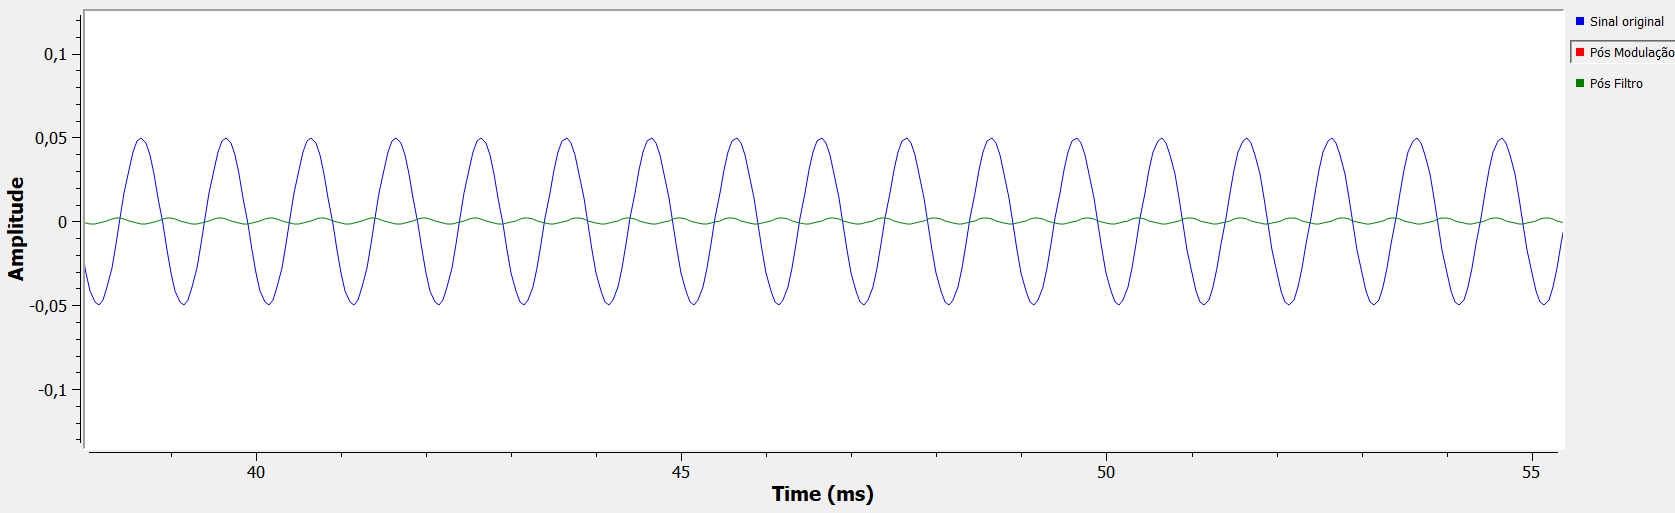 0,1
0,05
0
-0,05
-0,1
Amplitude
40 45 50 55
Time (ms)
Sinal original
Pós Modulação
Pós Filtro